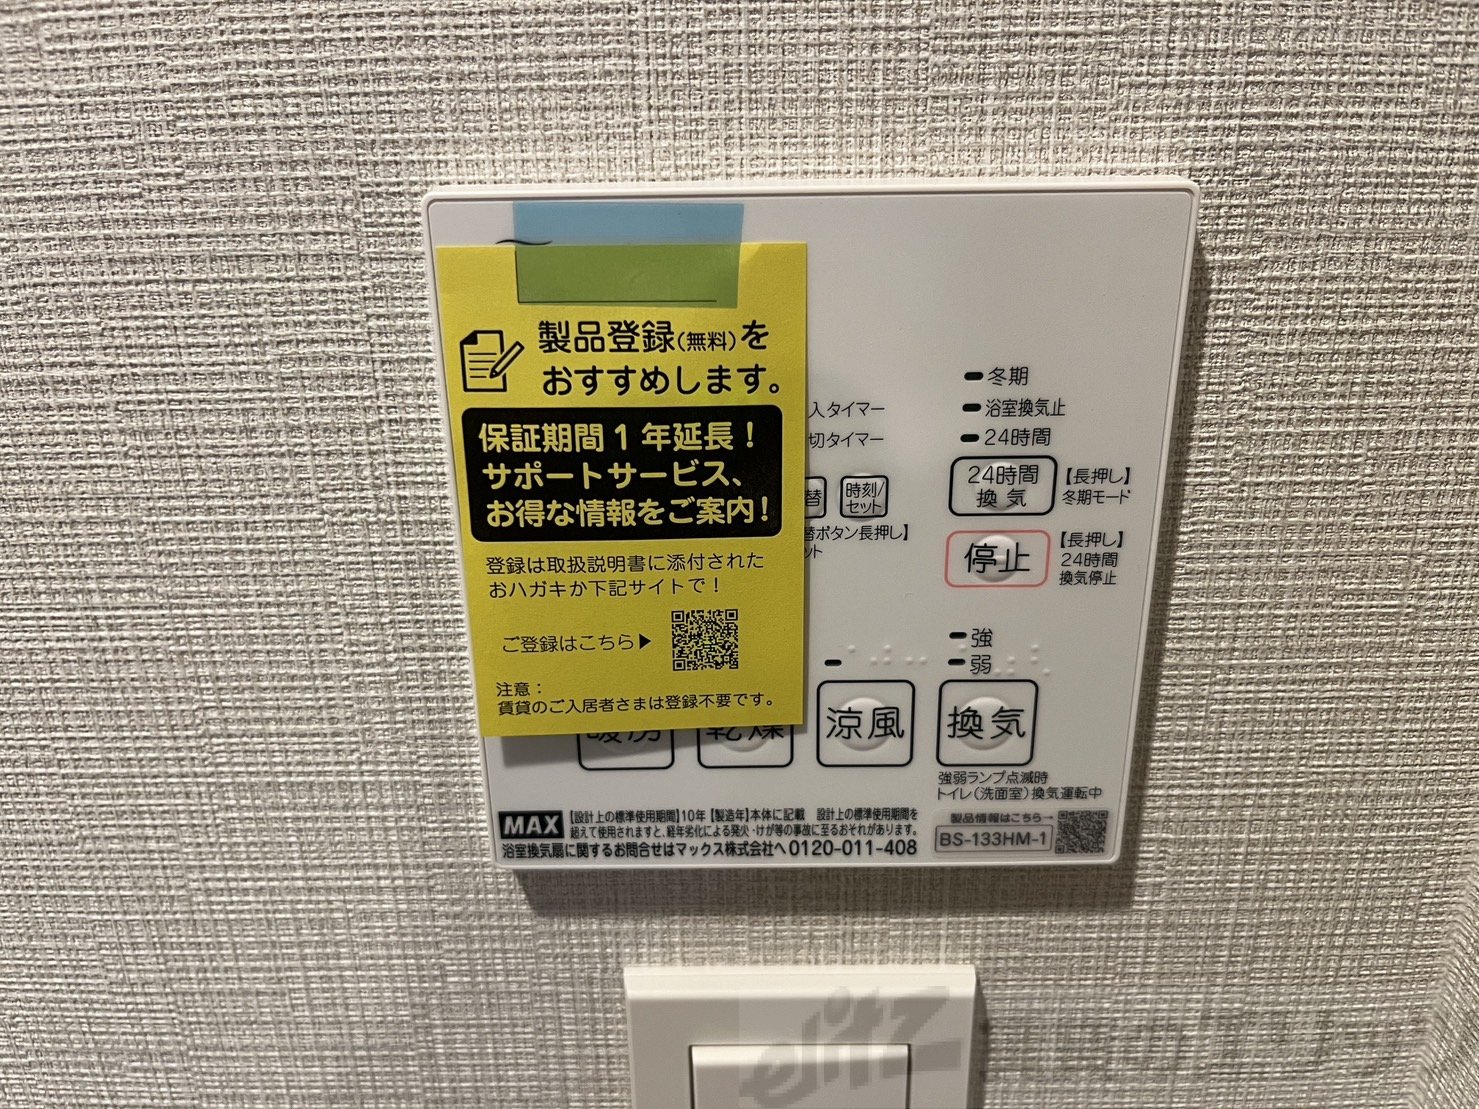 製品登録(無料)を
おすすめします。
保証期間1年延長！
サポートサービス、
お得な情報をご案内！
登録は取扱説明書に添付された
おハガキか下記サイトで！
ご登録はこちら▶
注意：
賃貸のご入居者さまは登録不要です。
入タイマー
切タイマー
替
時刻/
セット
替ボタン長押し】
ット
冬期
浴室換気止
24時間
24時間
換気
【長押し】
冬期モード
停止
【長押し】
24時間
換気停止
強
弱
暖房
乾燥
涼風
換気
強弱ランプ点滅時
トイレ(洗面室)換気運転中
MAX
【設計上の標準使用期間】10年【製造年】本体に記載 設計上の標準使用期間を
超えて使用されますと、経年劣化による発火・けが等の事故に至るおそれがあります。
浴室換気扇に関するお問合せはマックス株式会社へ 0120-011-408
製品情報はこちら→
BS-133HM-1
elitz